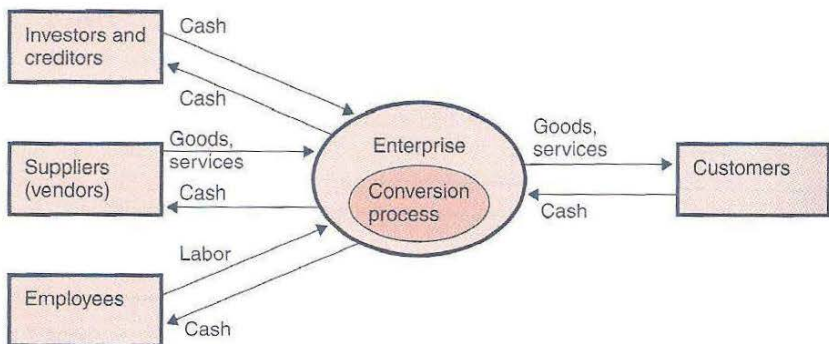 Cash
Investors and
creditors
Cash
Goods,
services
Suppliers
(vendors)
Cash
Enterprise
Conversion
process
Goods,
services
Customers
Cash
Labor
Employees
Cash